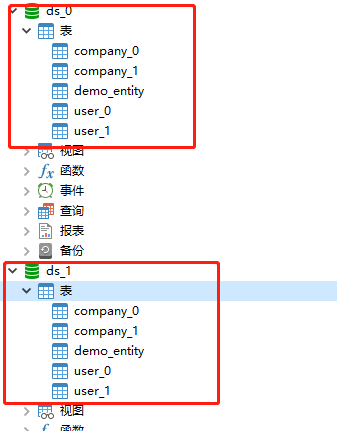 ds_0
表
company_0
company_1
demo_entity
user_0
user_1
视图
fx 函数
事件
查询
报表
备份
ds_1
表
company_0
company_1
demo_entity
user_0
user_1
视图
函数